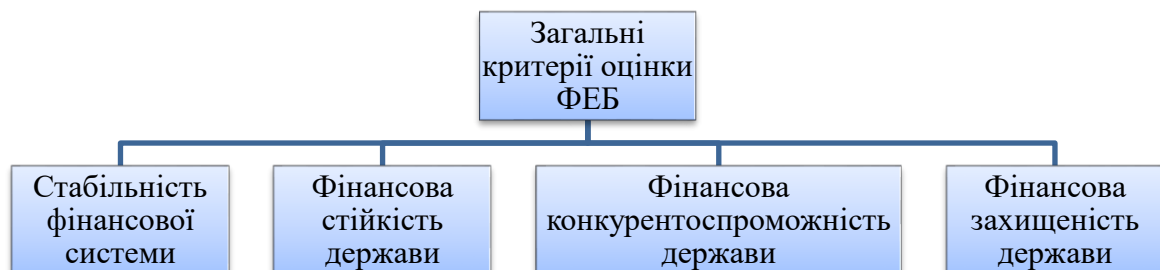 Загальні
критерії оцінки
ФЕБ
Стабільність
фінансової
системи
Фінансова
стійкість
держави
Фінансова
конкурентоспроможність
держави
Фінансова
захищеність
держави